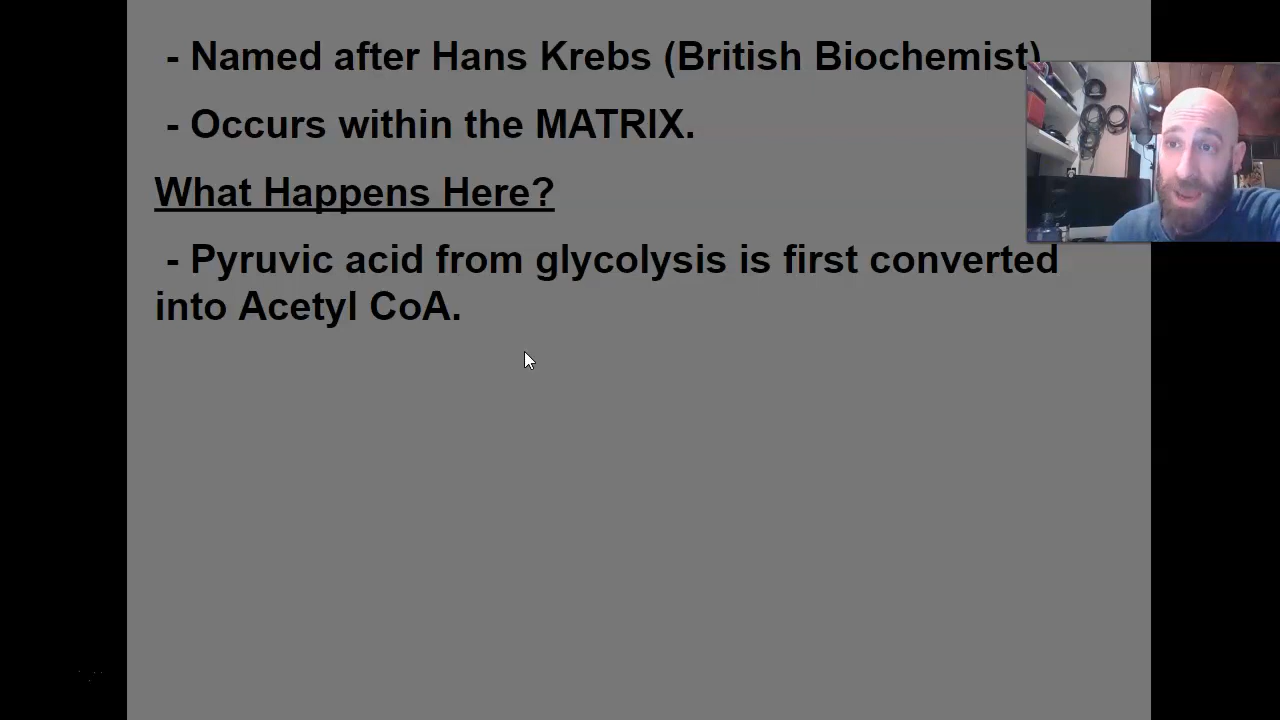 - Named after Hans Krebs (British Biochemist)
- Occurs within the MATRIX.
What Happens Here?
- Pyruvic acid from glycolysis is first converted
into Acetyl CoA.